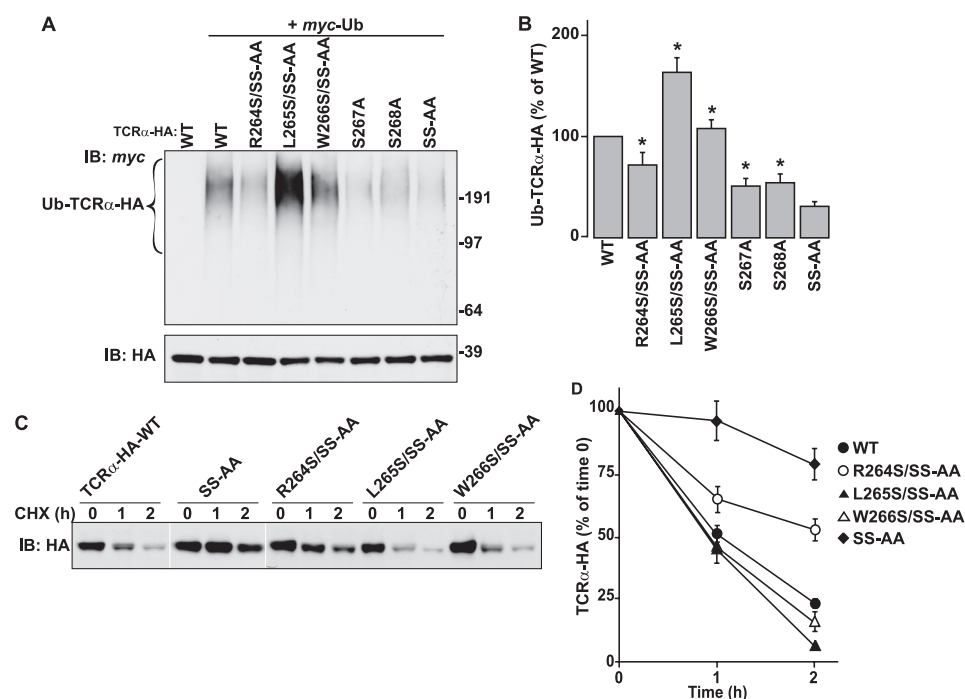 A
+ myc-Ub
TCRα-HA:
WT
WT
R264S/SS-AA
L265S/SS-AA
W266S/SS-AA
S267A
S268A
SS-AA
IB: myc
Ub-TCRα-HA
-191
-97
-64
-39
IB: HA
B
Ub-TCRα-HA (% of WT)
200
100
0
*
*
*
*
*
WT
R264S/SS-AA
L265S/SS-AA
W266S/SS-AA
S267A
S268A
SS-AA
C
TCRα-HA-WT
SS-AA
R264S/SS-AA
L265S/SS-AA
W266S/SS-AA
CHX (h) 0 1 2 0 1 2 0 1 2 0 1 2 0 1 2
IB: HA
D
TCRα-HA (% of time 0)
100
75
50
25
0
0 1 2
Time (h)
WT
R264S/SS-AA
L265S/SS-AA
W266S/SS-AA
SS-AA